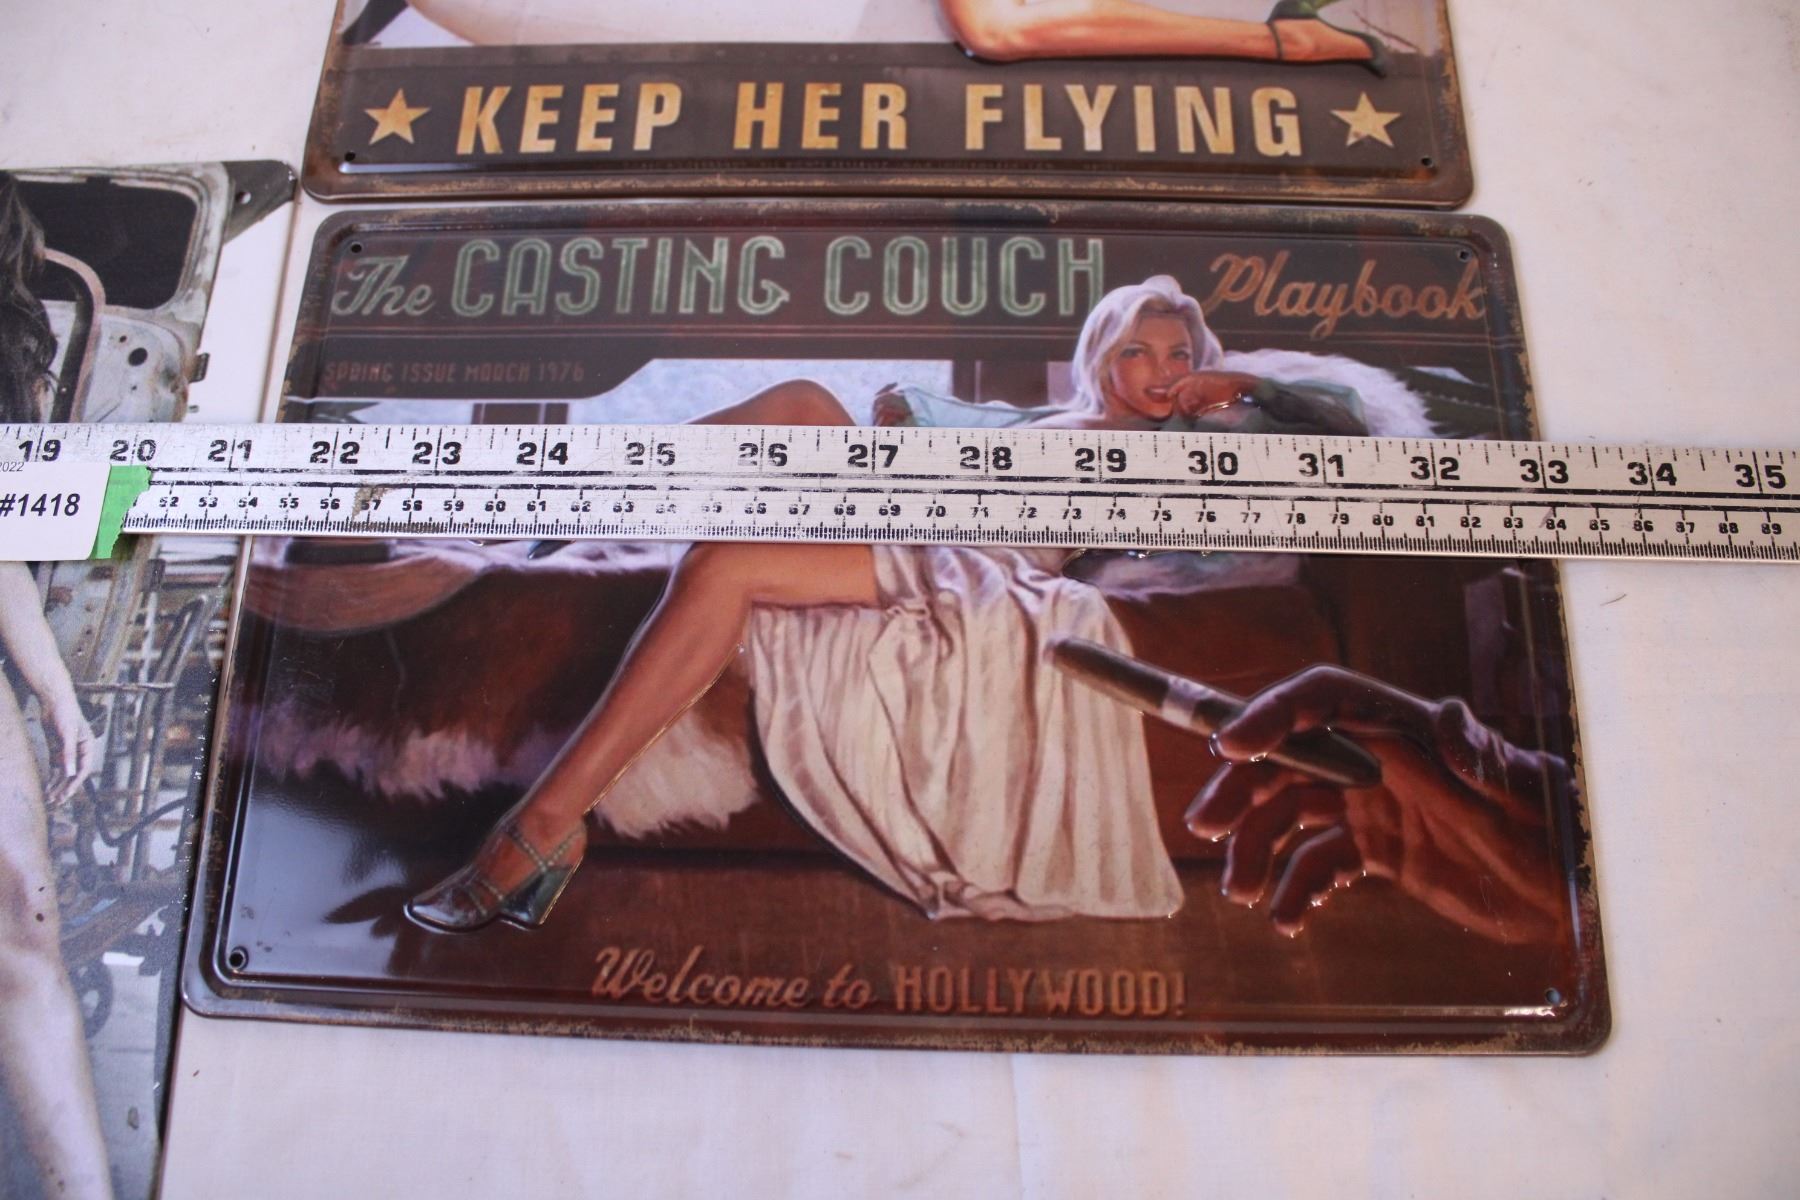 ★ KEEP HER FLYING ★
The CASTING COUCH Playbook
SPRING ISSUE MARCH 1976
19 20 21 22 23 24 25 26 27 28 29 30 31 32 33 34 35
2022
#1418
52 53 54 55 56 57 58 59 60 61 62 63 64 65 66 67 68 69 70 71 72 73 74 75 76 77 78 79 80 81 82 83 84 85 86 87 88 89
Welcome to HOLLYWOOD!